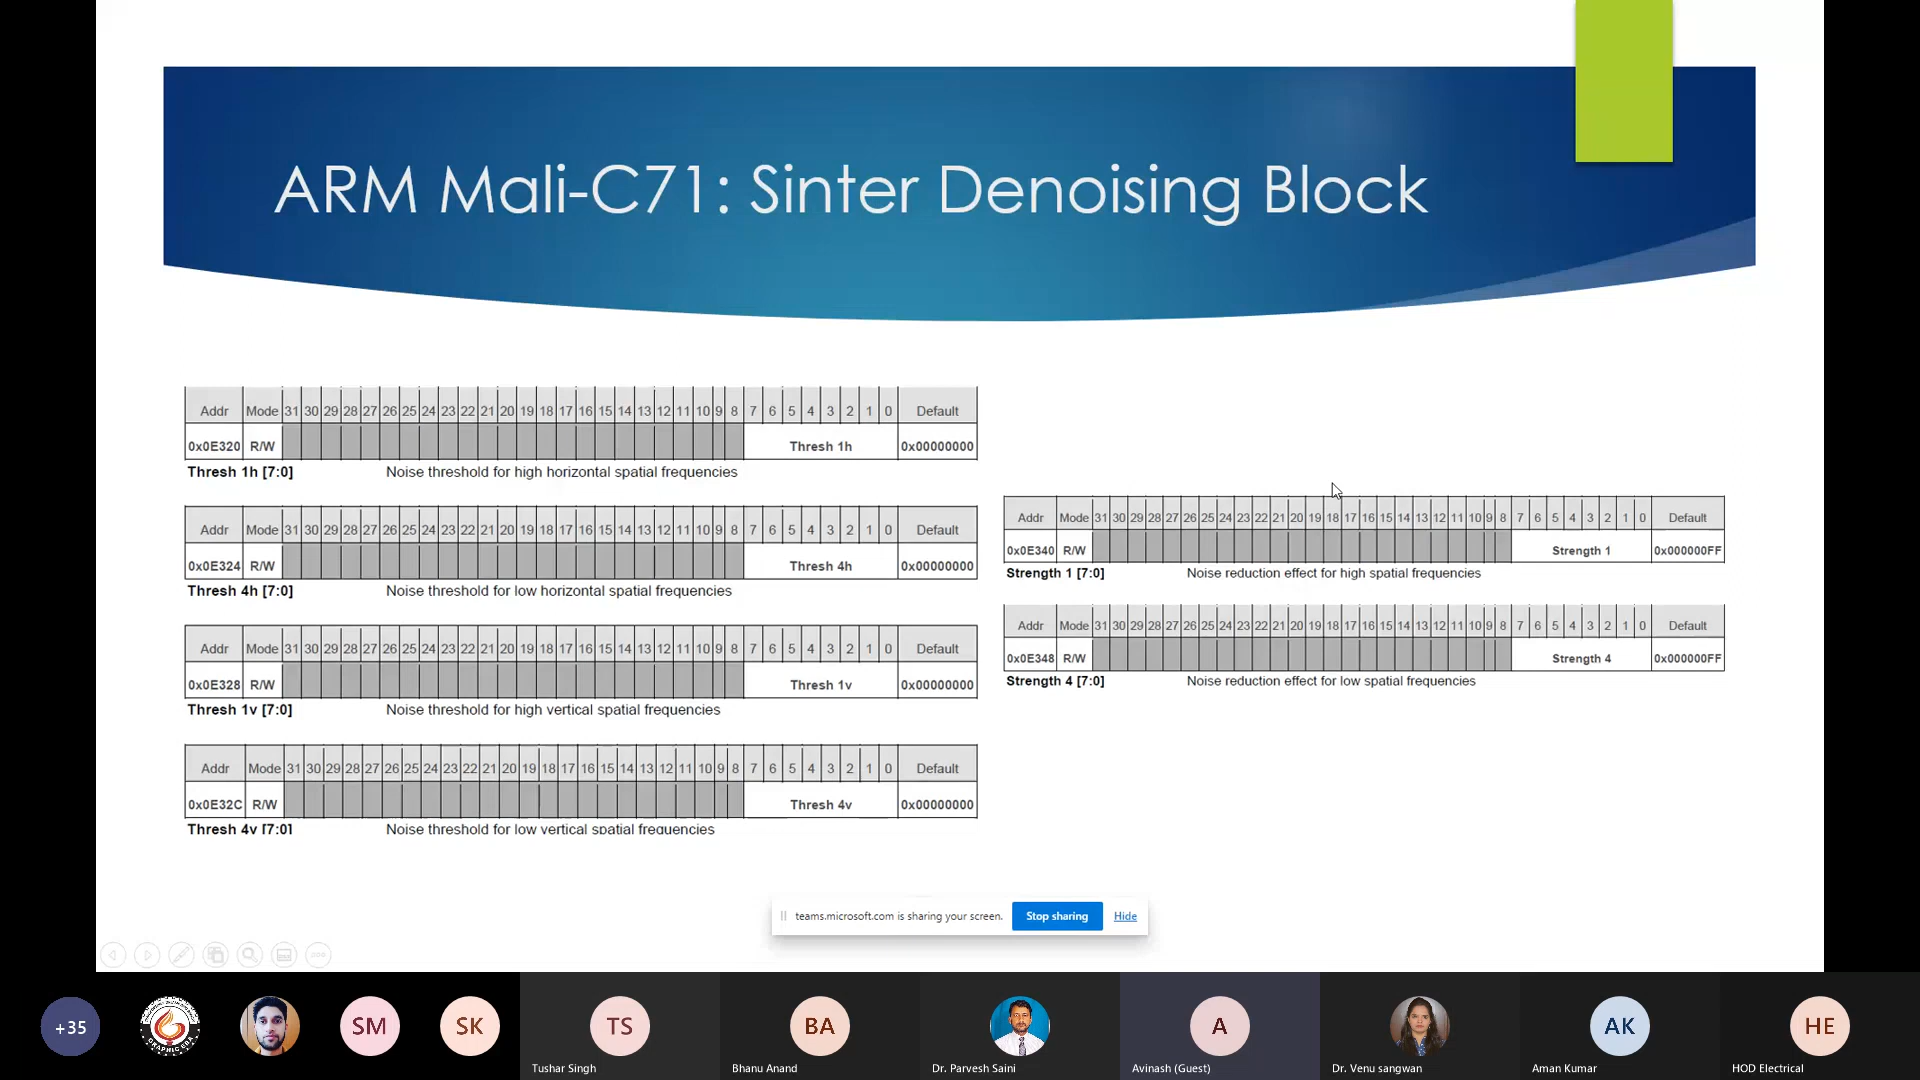 ARM Mali-C71: Sinter Denoising Block
Addr Mode 31 30 29 28 27 26 25 24 23 22 21 20 19 18 17 16 15 14 13 12 11 10 9 8 7 6 5 4 3 2 1 0 Default
0x0E320 R/W Thresh 1h 0x00000000
Thresh 1h [7:0] Noise threshold for high horizontal spatial frequencies
Addr Mode 31 30 29 28 27 26 25 24 23 22 21 20 19 18 17 16 15 14 13 12 11 10 9 8 7 6 5 4 3 2 1 0 Default
0x0E324 R/W Thresh 4h 0x00000000
Thresh 4h [7:0] Noise threshold for low horizontal spatial frequencies
Addr Mode 31 30 29 28 27 26 25 24 23 22 21 20 19 18 17 16 15 14 13 12 11 10 9 8 7 6 5 4 3 2 1 0 Default
0x0E328 R/W Thresh 1v 0x00000000
Thresh 1v [7:0] Noise threshold for high vertical spatial frequencies
Addr Mode 31 30 29 28 27 26 25 24 23 22 21 20 19 18 17 16 15 14 13 12 11 10 9 8 7 6 5 4 3 2 1 0 Default
0x0E32C R/W Thresh 4v 0x00000000
Thresh 4v [7:0] Noise threshold for low vertical spatial frequencies
Addr Mode 31 30 29 28 27 26 25 24 23 22 21 20 19 18 17 16 15 14 13 12 11 10 9 8 7 6 5 4 3 2 1 0 Default
0x0E340 R/W Strength 1 0x000000FF
Strength 1 [7:0] Noise reduction effect for high spatial frequencies
Addr Mode 31 30 29 28 27 26 25 24 23 22 21 20 19 18 17 16 15 14 13 12 11 10 9 8 7 6 5 4 3 2 1 0 Default
0x0E348 R/W Strength 4 0x000000FF
Strength 4 [7:0] Noise reduction effect for low spatial frequencies
teams.microsoft.com is sharing your screen. Stop sharing Hide
+35 SM SK TS BA A AK HE
GRAPHIC ERA
Tushar Singh Bhanu Anand Dr. Parvesh Saini Avinash (Guest) Dr. Venu sangwan Aman Kumar HOD Electrical